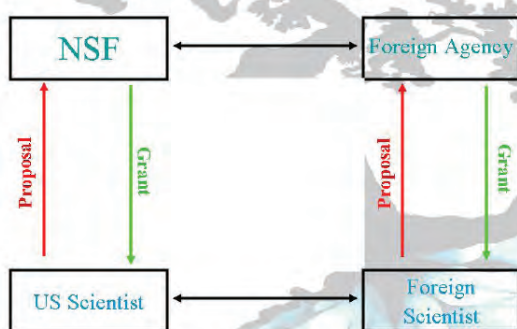 NSF
Foreign Agency
Proposal
Grant
Proposal
Grant
US Scientist
Foreign
Scientist